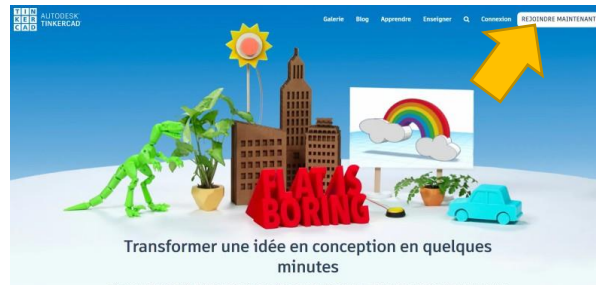 TIN
KER
CAD
AUTODESK
TINKERCAD
Galerie Blog Apprendre Enseigner Connexion REJOINDRE MAINTENANT
FLAT IS
BORING
Transformer une idée en conception en quelques
minutes